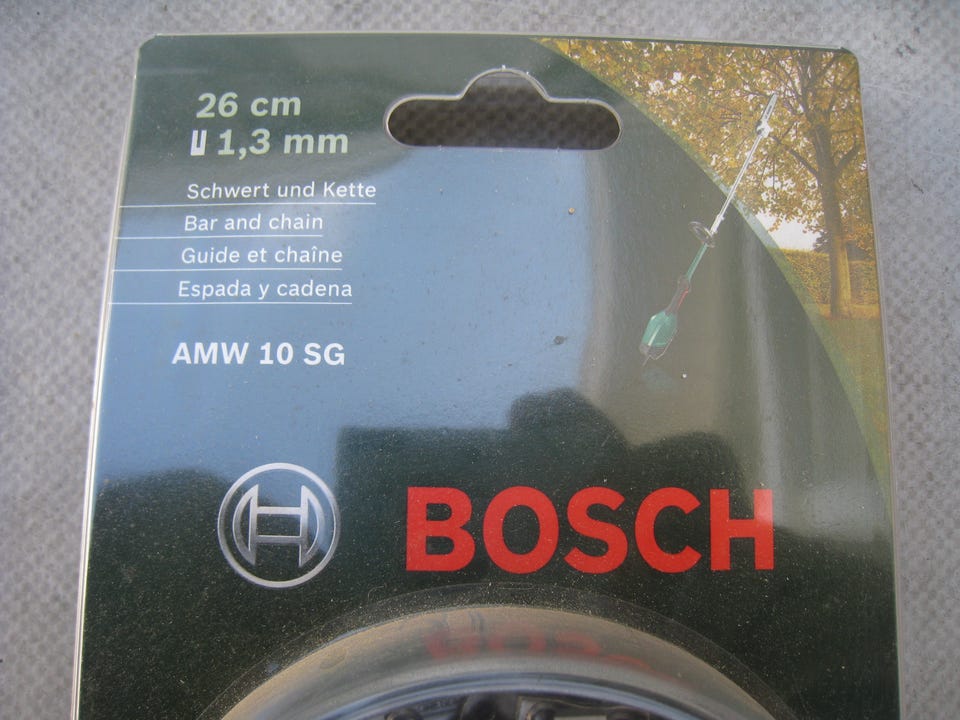 26 cm
1,3 mm
Schwert und Kette
Bar and chain
Guide et chaîne
Espada y cadena
AMW 10 SG
BOSCH